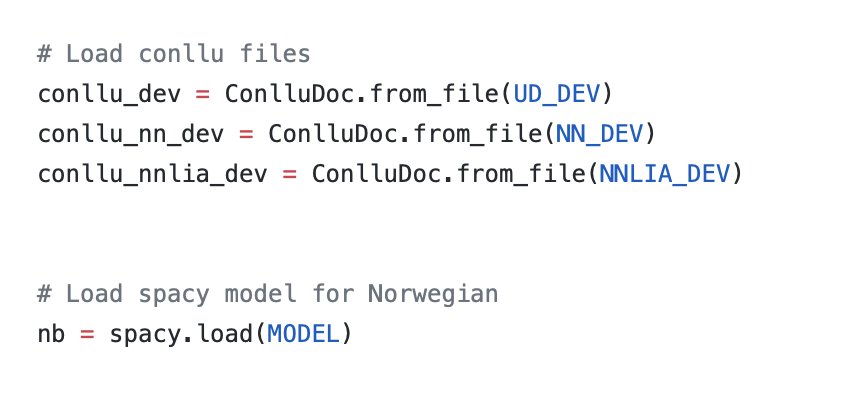 # Load conllu files
conllu_dev = ConlluDoc.from_file(UD_DEV)
conllu_nn_dev = ConlluDoc.from_file(NN_DEV)
conllu_nnlia_dev = ConlluDoc.from_file(NNLIA_DEV)
# Load spacy model for Norwegian
nb = spacy.load(MODEL)